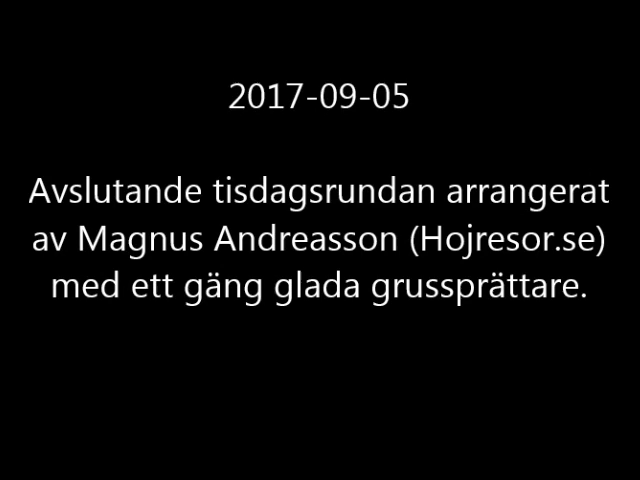 2017-09-05
Avslutande tisdagsrundan arrangerat
av Magnus Andreasson (Hojresor.se)
med ett gäng glada grussprättare.